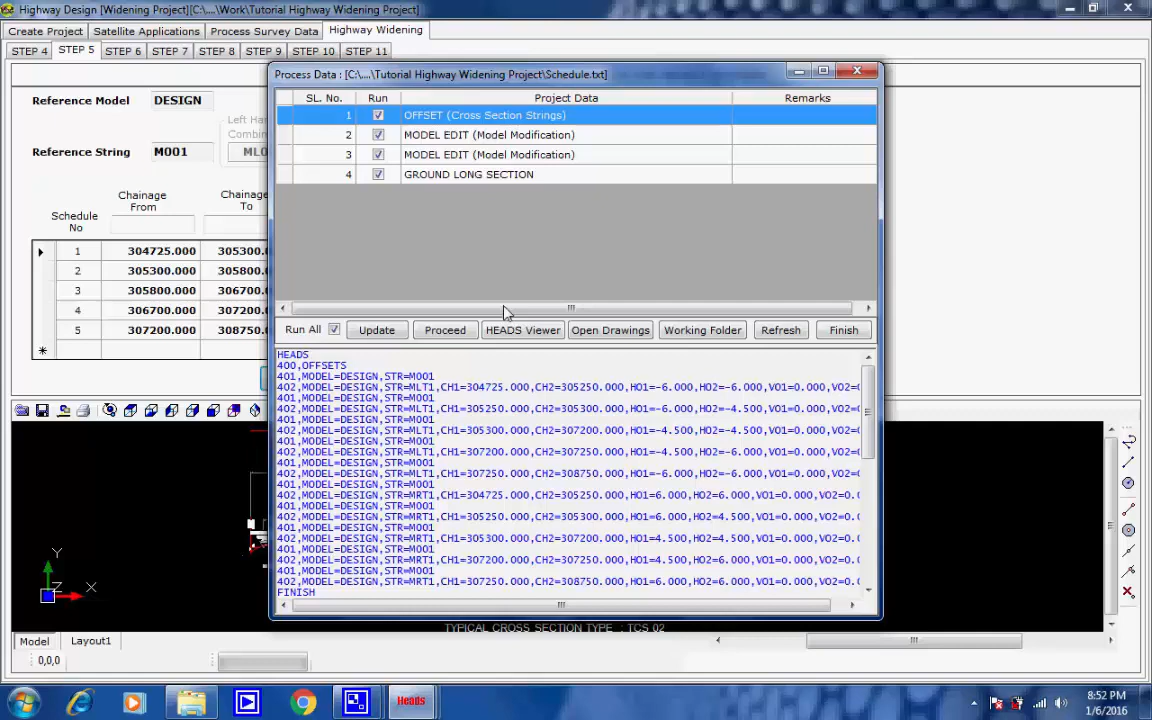 Highway Design [Widening Project][C:\....\Work\Tutorial Highway Widening Project]
Create Project Satellite Applications Process Survey Data Highway Widening
STEP 4 STEP 5 STEP 6 STEP 7 STEP 8 STEP 9 STEP 10 STEP 11
Process Data : [C:\....\Tutorial Highway Widening Project\Schedule.txt]
Reference Model DESIGN
Left Ha
Combin
Reference String M001 ML0
Chainage From Chainage To
Schedule No
1 304725.000 305300.0
2 305300.000 305800.0
3 305800.000 306700.0
4 306700.000 307200.0
5 307200.000 308750.0
SL. No. Run Project Data Remarks
1 OFFSET (Cross Section Strings)
2 MODEL EDIT (Model Modification)
3 MODEL EDIT (Model Modification)
4 GROUND LONG SECTION
Run All Update Proceed HEADS Viewer Open Drawings Working Folder Refresh Finish
HEADS
400,OFFSETS
401,MODEL=DESIGN,STR=M001
402,MODEL=DESIGN,STR=MLT1,CH1=304725.000,CH2=305250.000,HO1=-6.000,HO2=-6.000,VO1=0.000,VO2=0
401,MODEL=DESIGN,STR=M001
402,MODEL=DESIGN,STR=MLT1,CH1=305250.000,CH2=305300.000,HO1=-6.000,HO2=-4.500,VO1=0.000,VO2=0
401,MODEL=DESIGN,STR=M001
402,MODEL=DESIGN,STR=MLT1,CH1=305300.000,CH2=307200.000,HO1=-4.500,HO2=-4.500,VO1=0.000,VO2=0
401,MODEL=DESIGN,STR=M001
402,MODEL=DESIGN,STR=MLT1,CH1=307200.000,CH2=307250.000,HO1=-4.500,HO2=-6.000,VO1=0.000,VO2=0
401,MODEL=DESIGN,STR=M001
402,MODEL=DESIGN,STR=MLT1,CH1=307250.000,CH2=308750.000,HO1=-6.000,HO2=-6.000,VO1=0.000,VO2=0
401,MODEL=DESIGN,STR=M001
402,MODEL=DESIGN,STR=MRT1,CH1=304725.000,CH2=305250.000,HO1=6.000,HO2=6.000,VO1=0.000,VO2=0.0
401,MODEL=DESIGN,STR=M001
402,MODEL=DESIGN,STR=MRT1,CH1=305250.000,CH2=305300.000,HO1=6.000,HO2=4.500,VO1=0.000,VO2=0.0
401,MODEL=DESIGN,STR=M001
402,MODEL=DESIGN,STR=MRT1,CH1=305300.000,CH2=307200.000,HO1=4.500,HO2=4.500,VO1=0.000,VO2=0.0
401,MODEL=DESIGN,STR=M001
402,MODEL=DESIGN,STR=MRT1,CH1=307200.000,CH2=307250.000,HO1=4.500,HO2=6.000,VO1=0.000,VO2=0.0
401,MODEL=DESIGN,STR=M001
402,MODEL=DESIGN,STR=MRT1,CH1=307250.000,CH2=308750.000,HO1=6.000,HO2=6.000,VO1=0.000,VO2=0.0
FINISH
Y
Z X
TYPICAL CROSS SECTION TYPE : TCS 02
Model Layout1
0,0,0
Heads
8:52 PM
1/6/2016